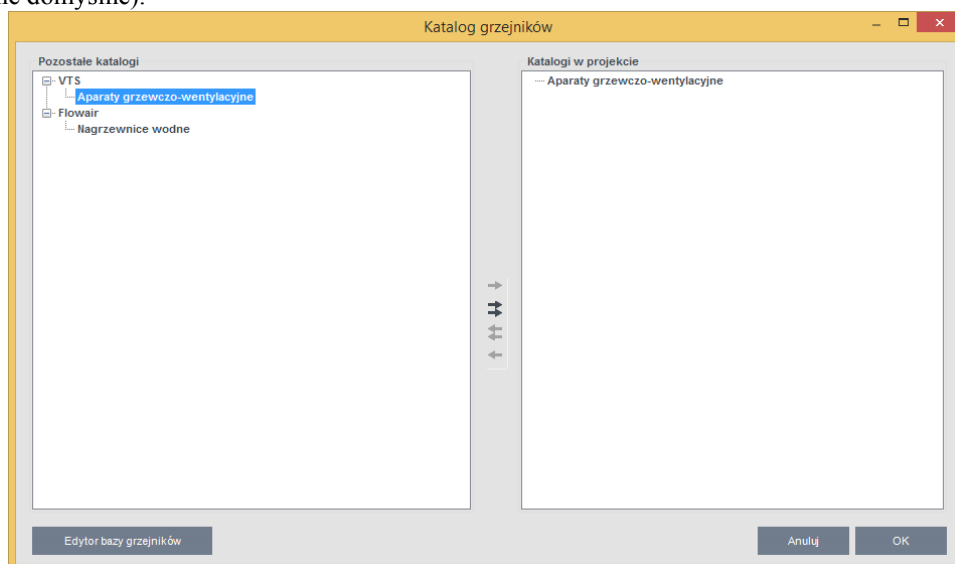 domyślnie).
Katalog grzejników
Pozostałe katalogi
VTS
Aparaty grzewczo-wentylacyjne
Flowair
Nagrzewnice wodne
Katalogi w projekcie
Aparaty grzewczo-wentylacyjne
Edytor bazy grzejników
Anuluj
OK